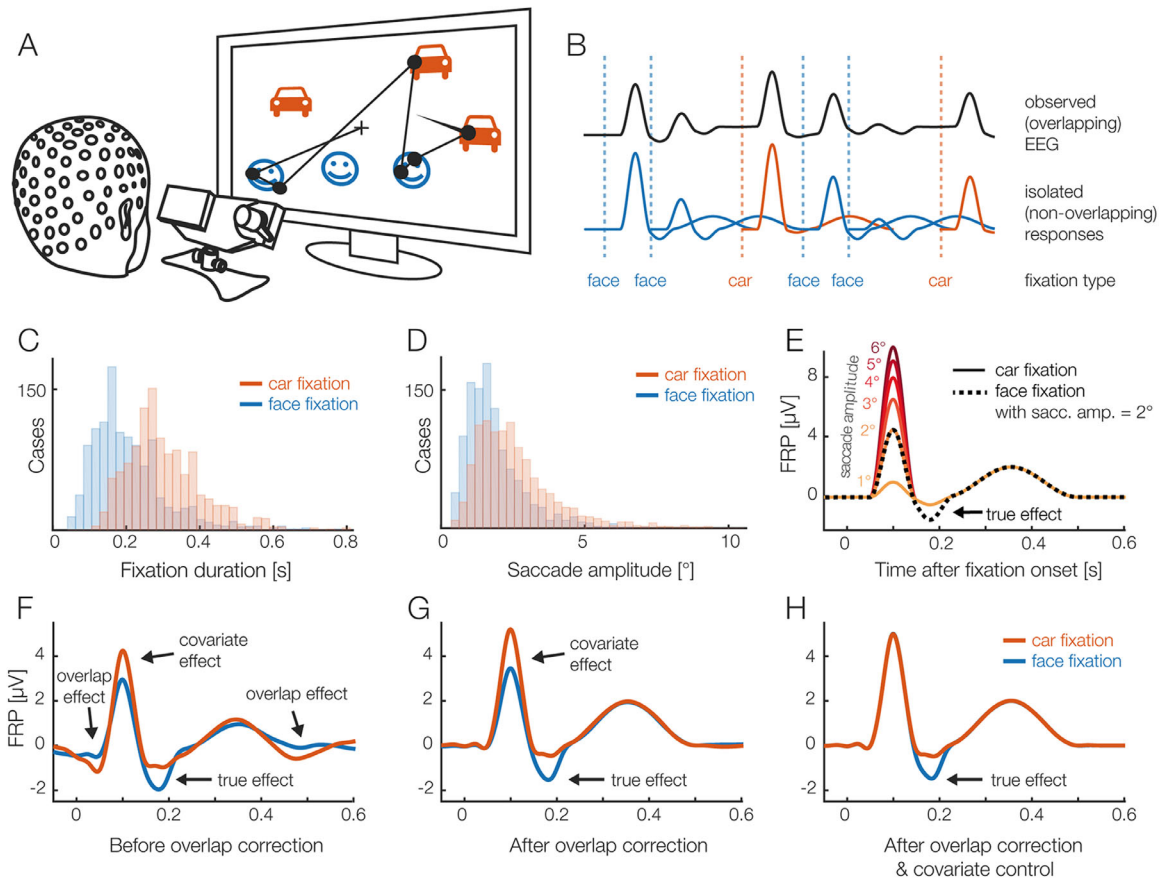 A
B
observed
(overlapping)
EEG
isolated
(non-overlapping)
responses
face face car face face car fixation type
C
150
Cases
car fixation
face fixation
0 0.2 0.4 0.6 0.8
Fixation duration [s]
D
150
Cases
car fixation
face fixation
0 5 10
Saccade amplitude [°]
E
8
4
0
FRP [µV]
saccade amplitude
6°
5°
4°
3°
2°
1°
car fixation
face fixation
with sacc. amp. = 2°
true effect
0 0.2 0.4 0.6
Time after fixation onset [s]
F
4
2
0
-2
FRP [µV]
overlap
effect
covariate
effect
overlap effect
true effect
0 0.2 0.4 0.6
Before overlap correction
G
4
2
0
-2
covariate
effect
true effect
0 0.2 0.4 0.6
After overlap correction
H
4
2
0
-2
car fixation
face fixation
true effect
0 0.2 0.4 0.6
After overlap correction
& covariate control